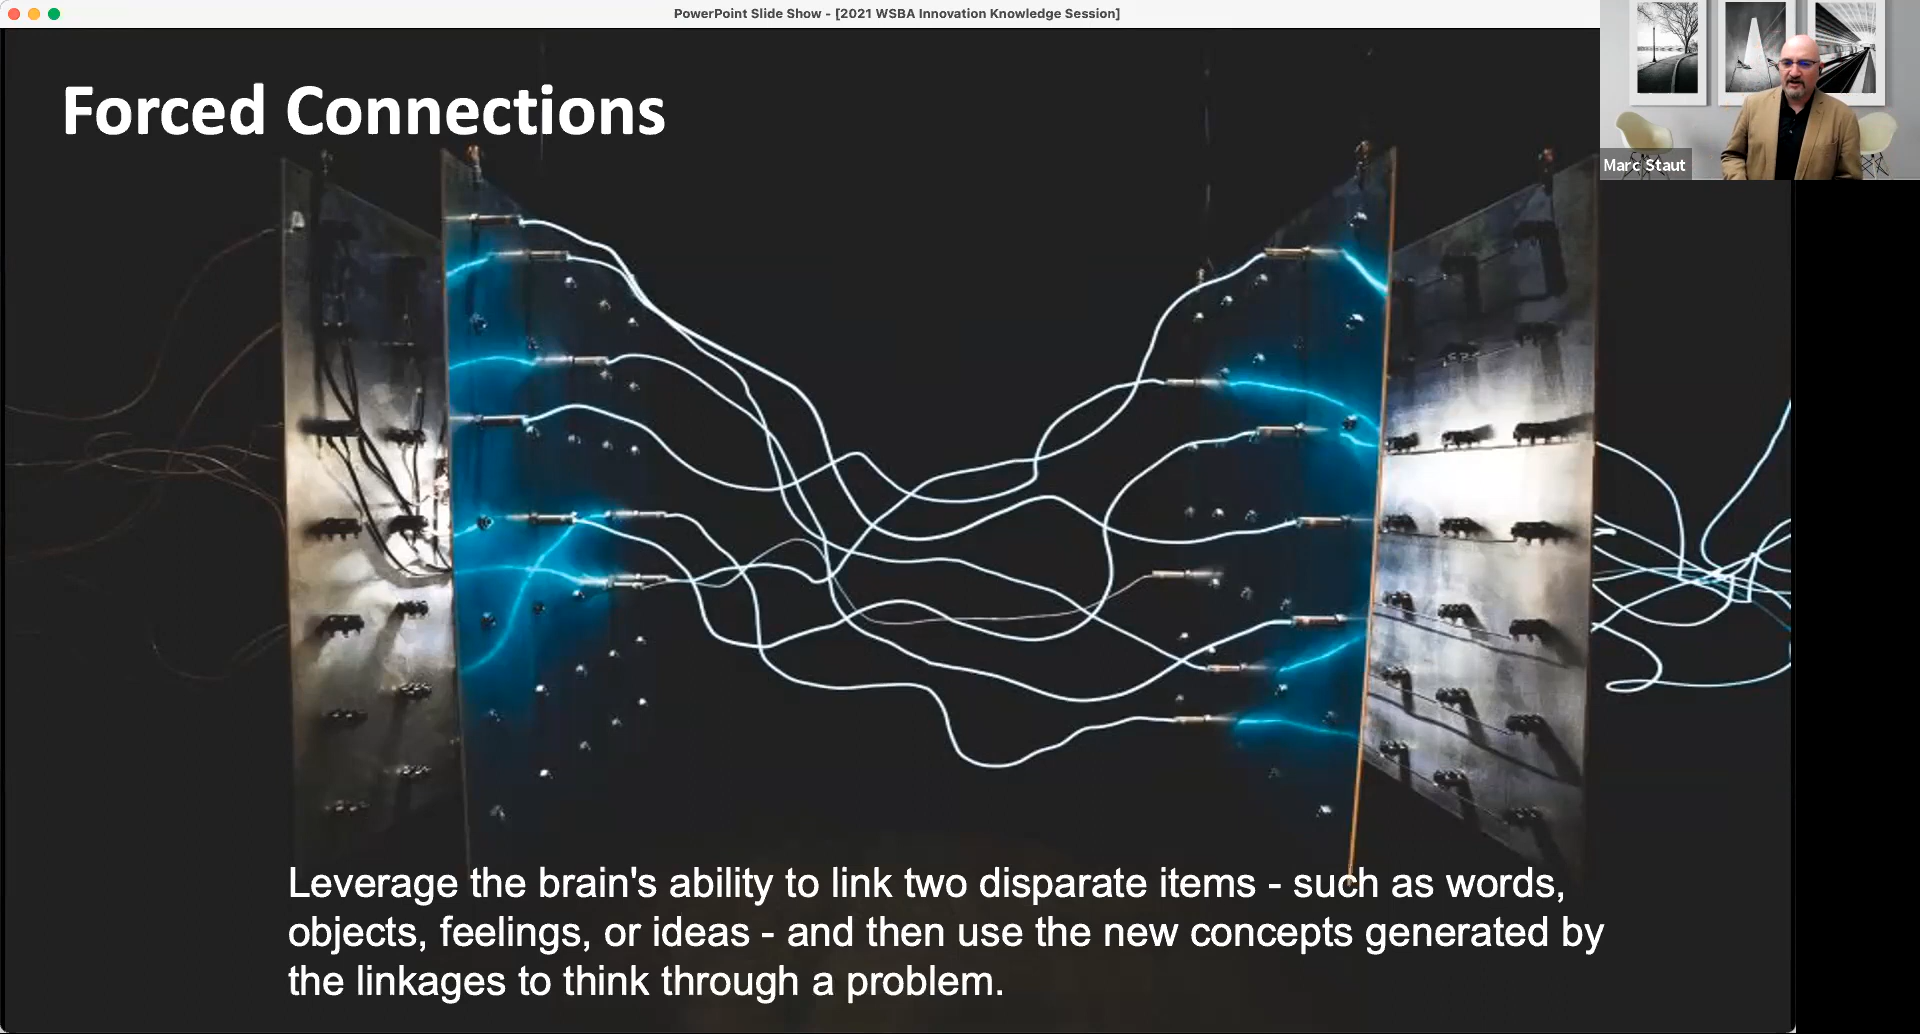 PowerPoint Slide Show - [2021 WSBA Innovation Knowledge Session]
Forced Connections
Marc Staut
Leverage the brain's ability to link two disparate items - such as words,
objects, feelings, or ideas - and then use the new concepts generated by
the linkages to think through a problem.